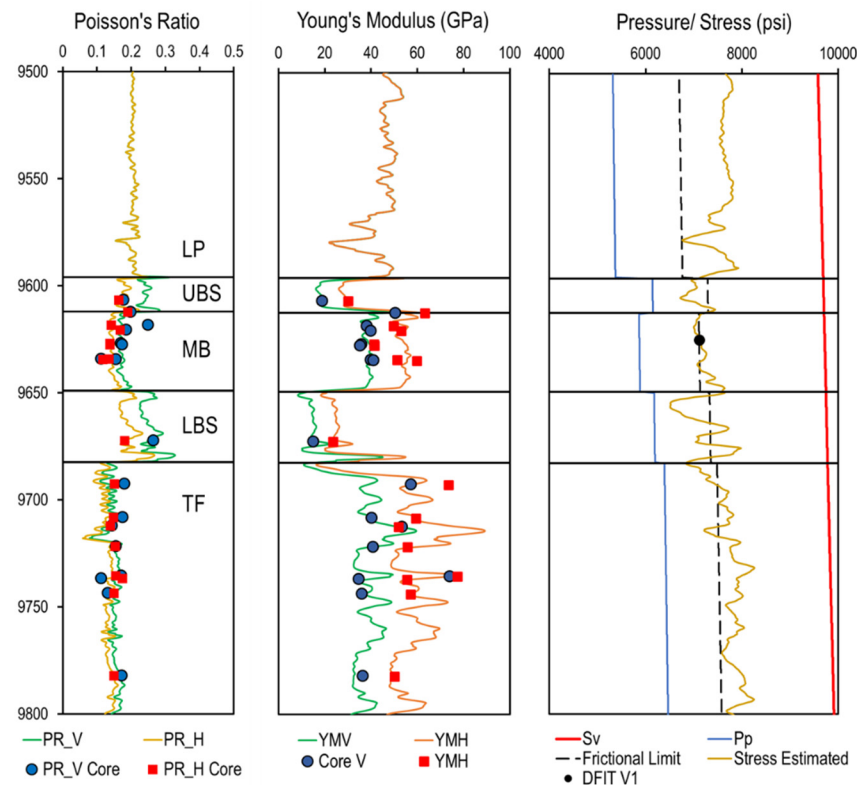 Poisson's Ratio
Young's Modulus (GPa)
Pressure/ Stress (psi)
0 0.1 0.2 0.3 0.4 0.5
0 20 40 60 80 100
4000 6000 8000 10000
9500
9550
LP
9600
UBS
MB
9650
LBS
9700
TF
9750
9800
PR_V PR_H
PR_V Core PR_H Core
YMV YMH
Core V YMH
Sv Pp
Frictional Limit Stress Estimated
DFIT V1